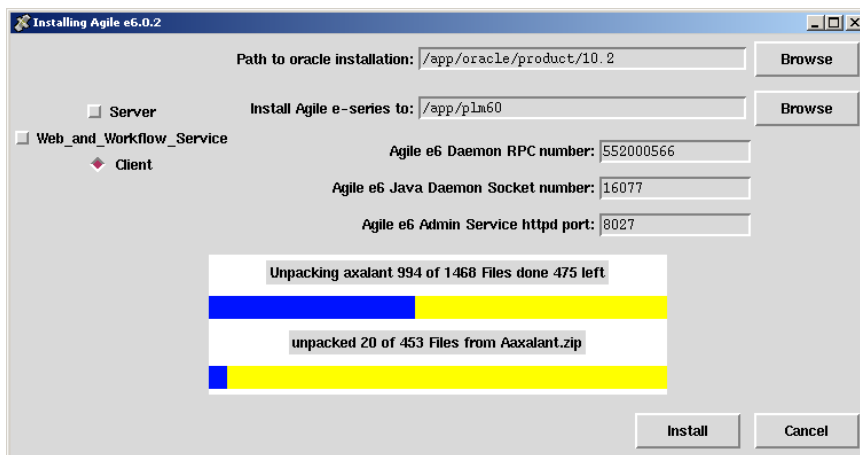 Installing Agile e6.0.2
Path to oracle installation: /app/oracle/product/10.2 Browse
Server
Install Agile e-series to: /app/plm60 Browse
Web_and_Workflow_Service
Client
Agile e6 Daemon RPC number: 552000566
Agile e6 Java Daemon Socket number: 16077
Agile e6 Admin Service httpd port: 8027
Unpacking axalant 994 of 1468 Files done 475 left
unpacked 20 of 453 Files from Aaxalant.zip
Install Cancel